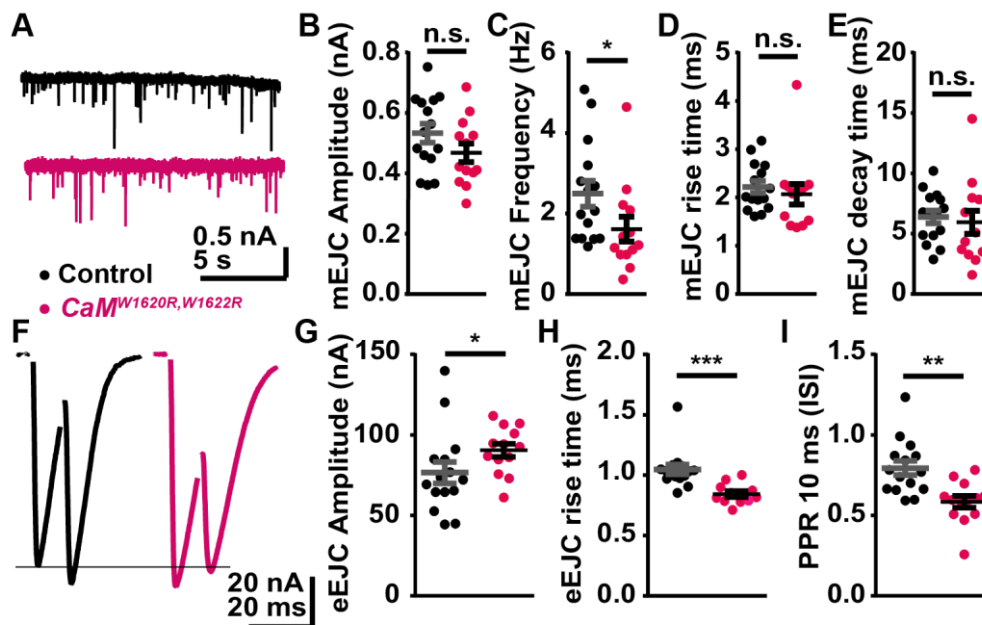 A
0.5 nA
5 s
Control
CaM^W1620R,W1622R
B
mEJC Amplitude (nA)
0.8
0.6
0.4
0.2
0.0
n.s.
C
mEJC Frequency (Hz)
6
4
2
0
*
D
mEJC rise time (ms)
5
4
3
2
1
0
n.s.
E
mEJC decay time (ms)
20
15
10
5
0
n.s.
F
20 nA
20 ms
G
eEJC Amplitude (nA)
150
100
50
0
*
H
eEJC rise time (ms)
2.0
1.5
1.0
0.5
0.0
***
I
PPR 10 ms (ISI)
1.5
1.0
0.5
0.0
**